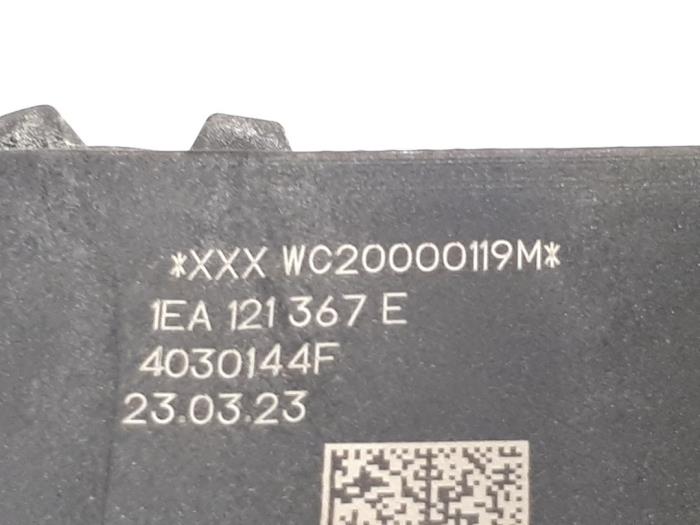 *XXX WC20000119M*
1EA 121 367 E
4030144F
23.03.23